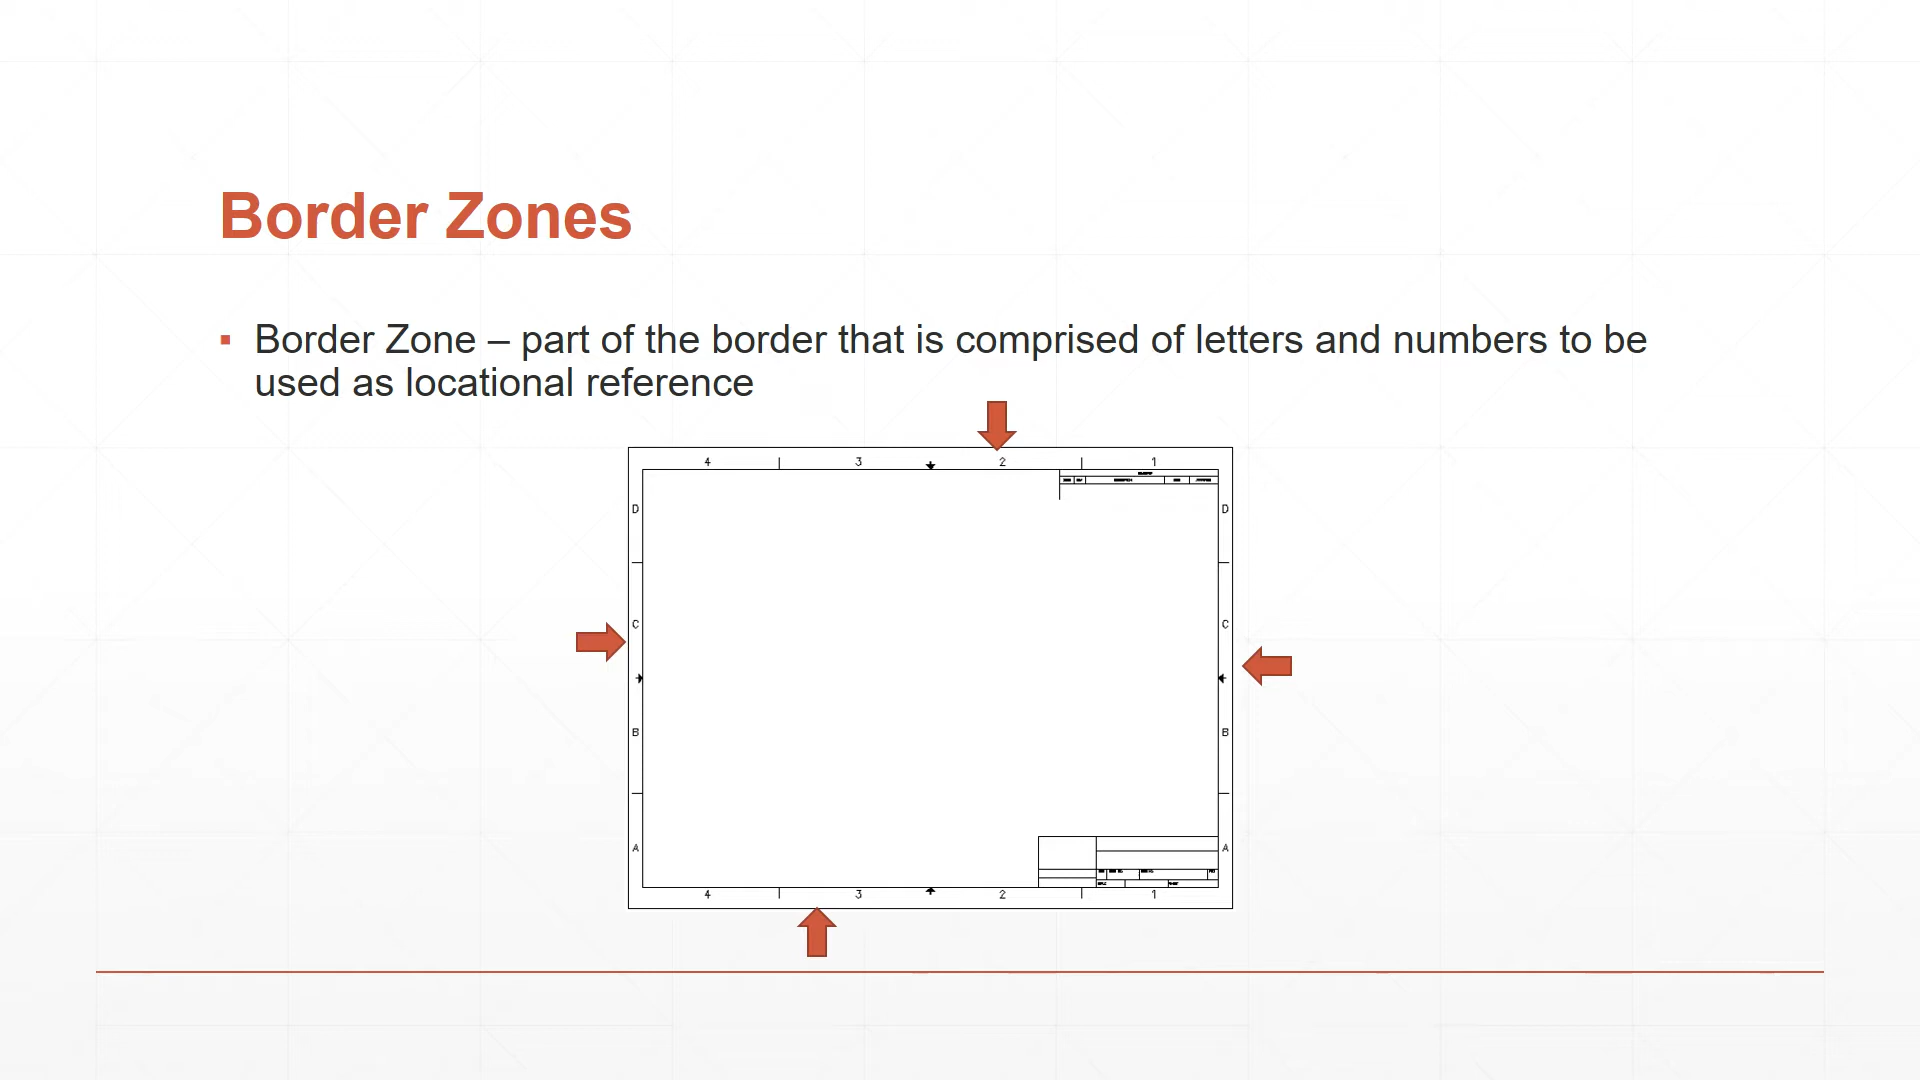 Border Zones
▪ Border Zone – part of the border that is comprised of letters and numbers to be
used as locational reference
4 3 2 1
D D
C C
B B
A A
4 3 2 1